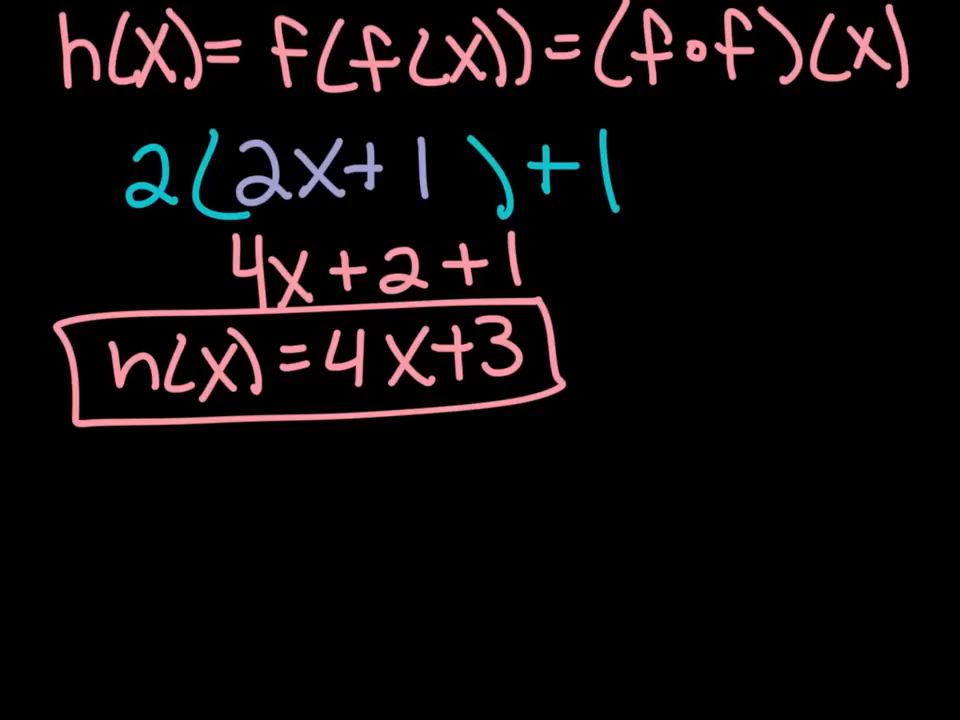 h(x)= f(f(x))=(f∘f)(x)
2(2x+1)+1
4x+2+1
h(x)=4x+3